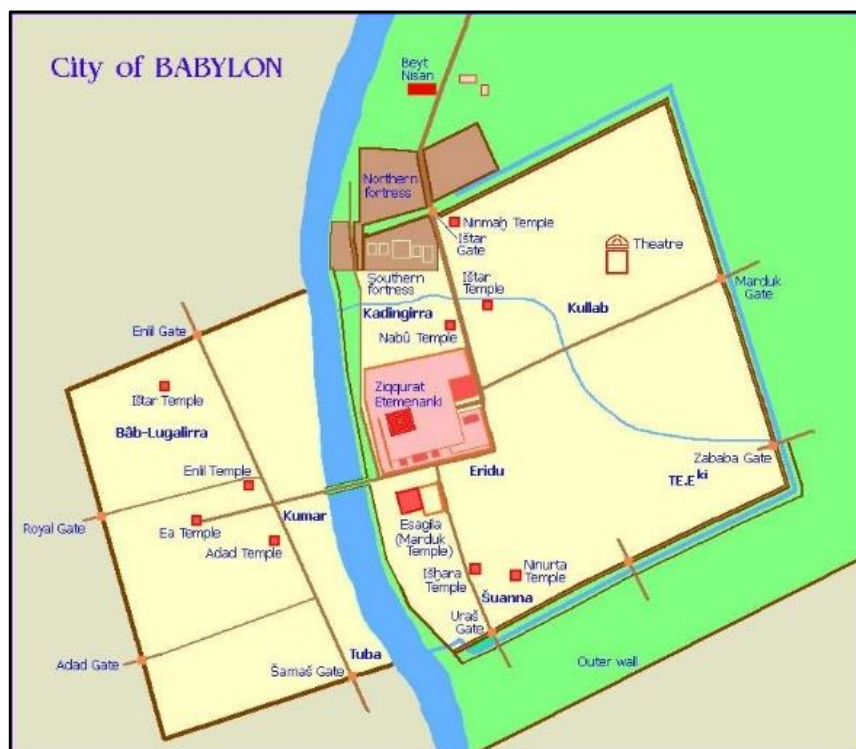 City of BABYLON
Beyt
Nisan
Northern
fortress
Ninmaḫ Temple
Ištar
Gate
Theatre
Southern
fortress
Ištar
Temple
Marduk
Gate
Kadingirra
Kullab
Enlil Gate
Nabû Temple
Ziqqurat
Etemenanki
Ištar Temple
Bâb-Lugalirra
Zababa Gate
Enlil Temple
Eridu
TE.E ki
Royal Gate
Kumar
Ea Temple
Adad Temple
Esagila
(Marduk
Temple)
Išḫara
Temple
Ninurta
Temple
Šuanna
Uraš
Gate
Tuba
Adad Gate
Šamaš Gate
Outer wall